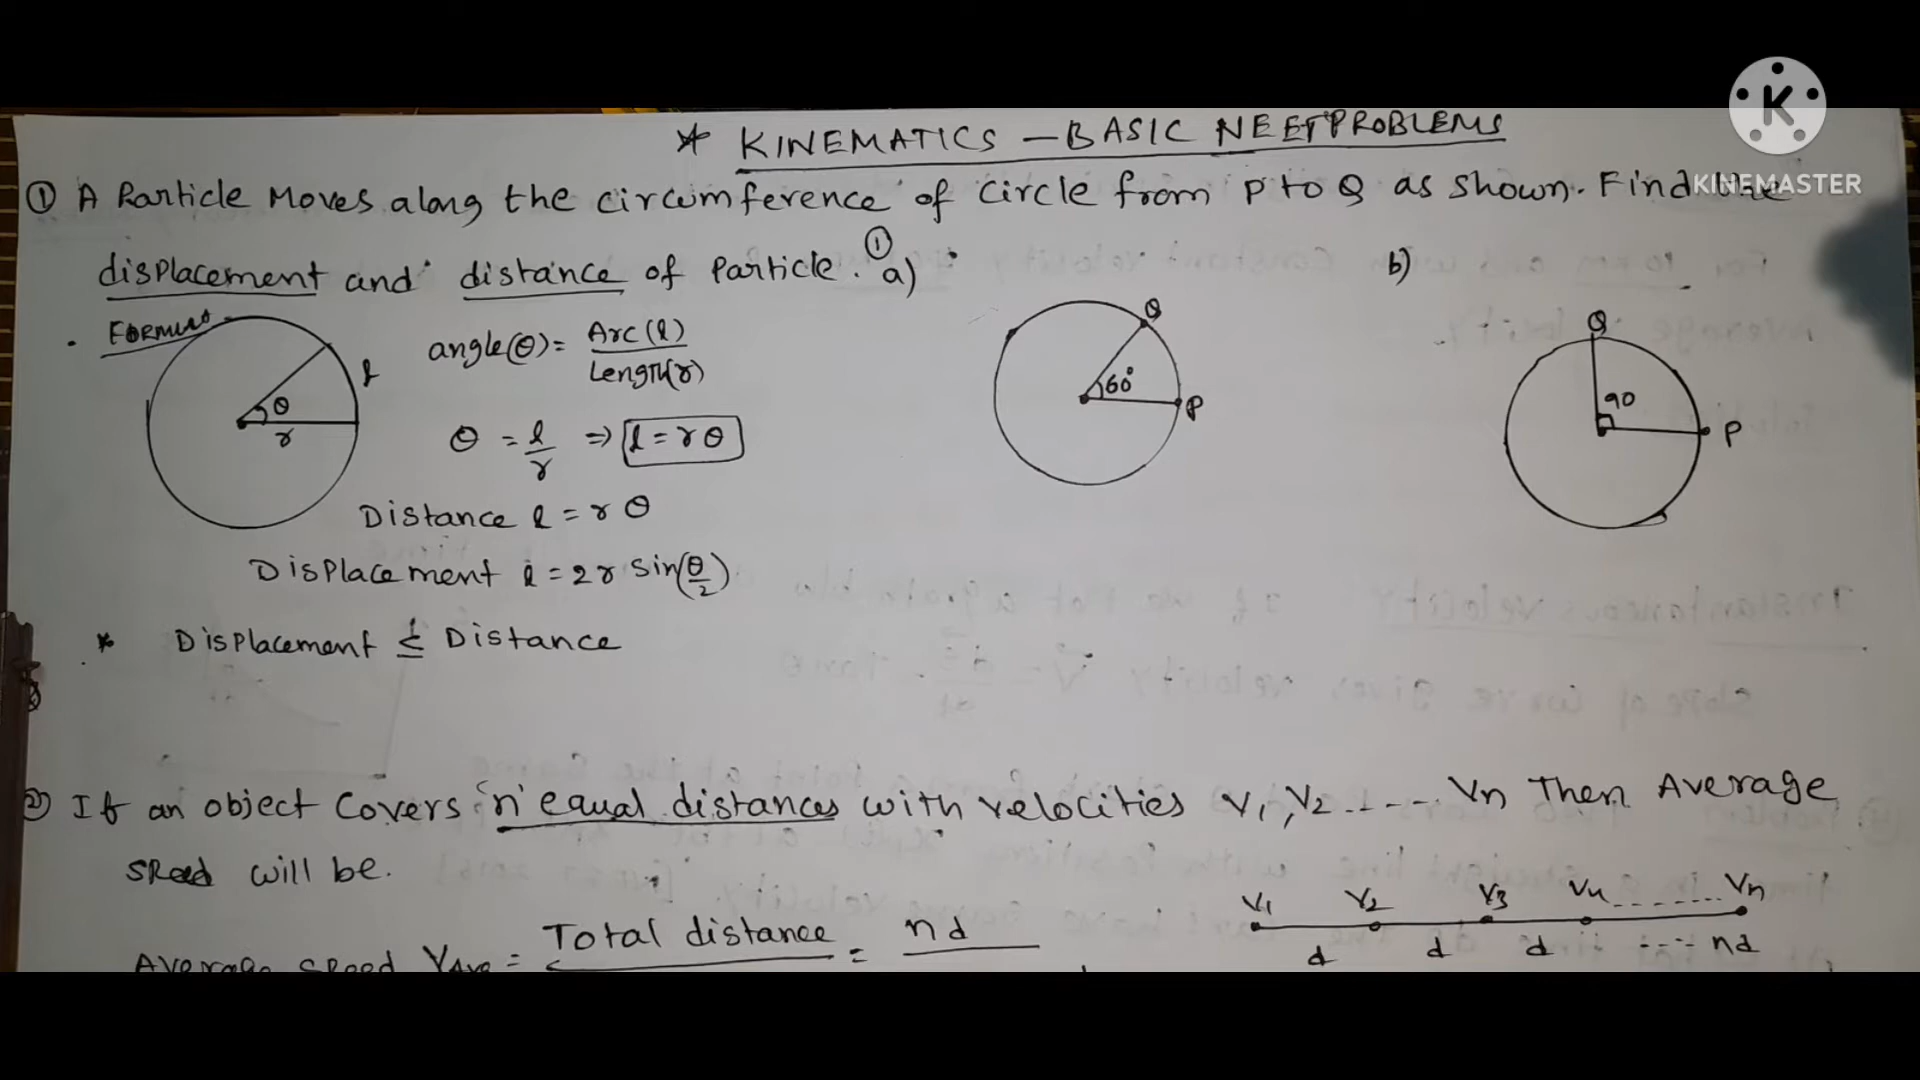 * KINEMATICS - BASIC NEET PROBLEMS
KINEMASTER
① A Particle Moves along the circumference of circle from P to Q as shown. Find the
displacement and distance of Particle. ① a) b)
FORMULA
angle(θ) = Arc(l) / Length(r)
θ = l/r ⇒ l = rθ
Distance l = rθ
Displacement l = 2r sin(θ/2)
* Displacement ≤ Distance
θ r l
Q 60° P
Q 90 P
2) If an object covers 'n' equal distances with velocities V1, V2 ..... Vn Then Average
speed will be.
V1 V2 V3 V4 ------- Vn
d d d ---- nd
Average speed VAve = Total distance = nd